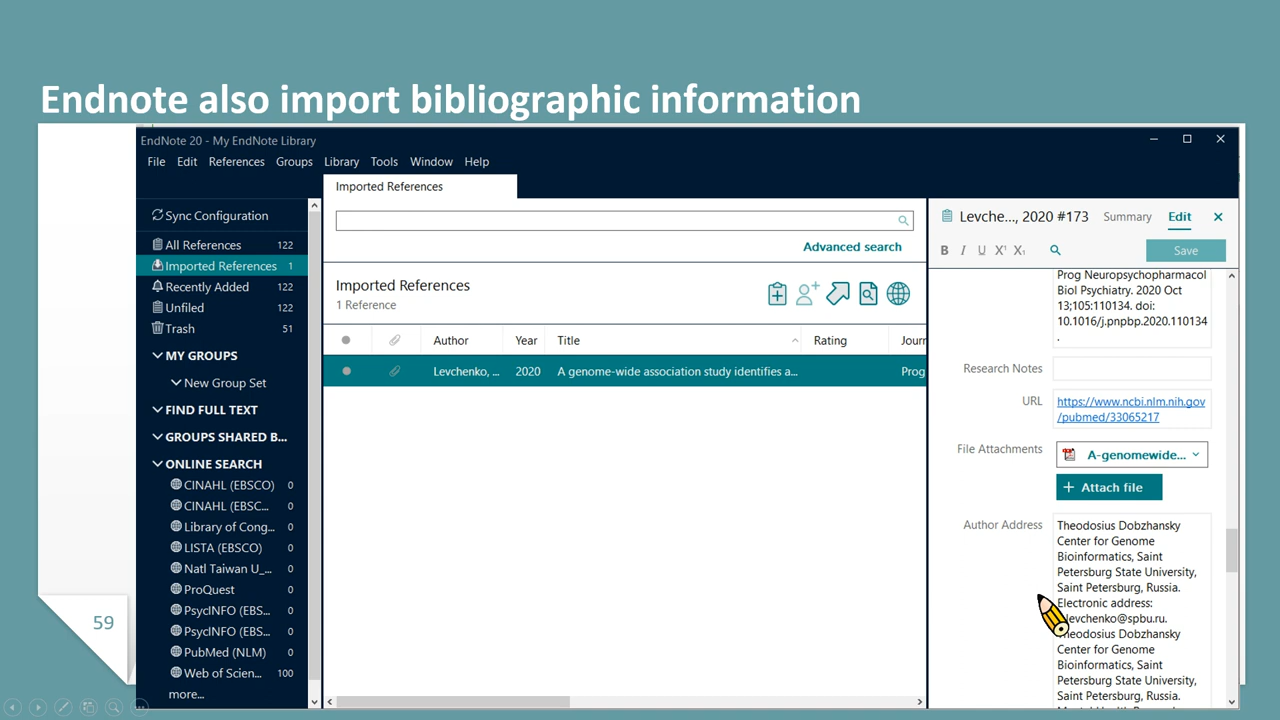 Endnote also import bibliographic information
EndNote 20 - My EndNote Library
File Edit References Groups Library Tools Window Help
Imported References
Sync Configuration
All References 122
Imported References 1
Recently Added 122
Unfiled 122
Trash 51
MY GROUPS
New Group Set
FIND FULL TEXT
GROUPS SHARED B...
ONLINE SEARCH
CINAHL (EBSCO) 0
CINAHL (EBSC... 0
Library of Cong... 0
LISTA (EBSCO) 0
Natl Taiwan U_... 0
ProQuest 0
PsycINFO (EBS... 0
PsycINFO (EBS... 0
PubMed (NLM) 0
Web of Scien... 100
more...
Advanced search
Imported References
1 Reference
Author Year Title Rating Journ
Levchenko, ... 2020 A genome-wide association study identifies a... Prog
Levche..., 2020 #173 Summary Edit
B I U X¹ X₁ Save
Prog Neuropsychopharmacol
Biol Psychiatry. 2020 Oct
13;105:110134. doi:
10.1016/j.pnpbp.2020.110134
.
Research Notes
URL https://www.ncbi.nlm.nih.gov
/pubmed/33065217
File Attachments A-genomewide...
+ Attach file
Author Address Theodosius Dobzhansky
Center for Genome
Bioinformatics, Saint
Petersburg State University,
Saint Petersburg, Russia.
Electronic address:
levchenko@spbu.ru.
Theodosius Dobzhansky
Center for Genome
Bioinformatics, Saint
Petersburg State University,
Saint Petersburg, Russia.
59